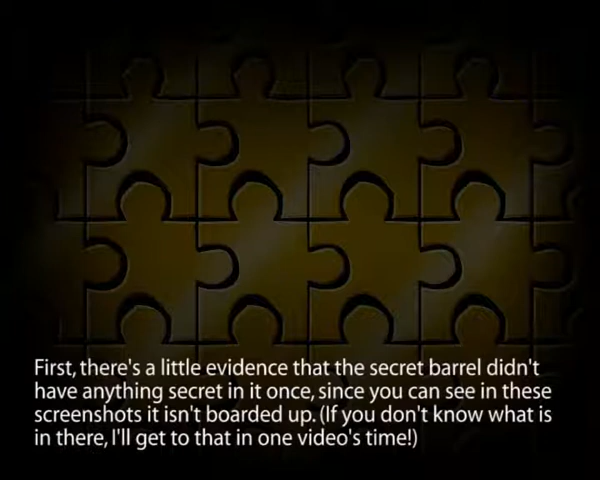 First, there's a little evidence that the secret barrel didn't
have anything secret in it once, since you can see in these
screenshots it isn't boarded up. (If you don't know what is
in there, I'll get to that in one video's time!)